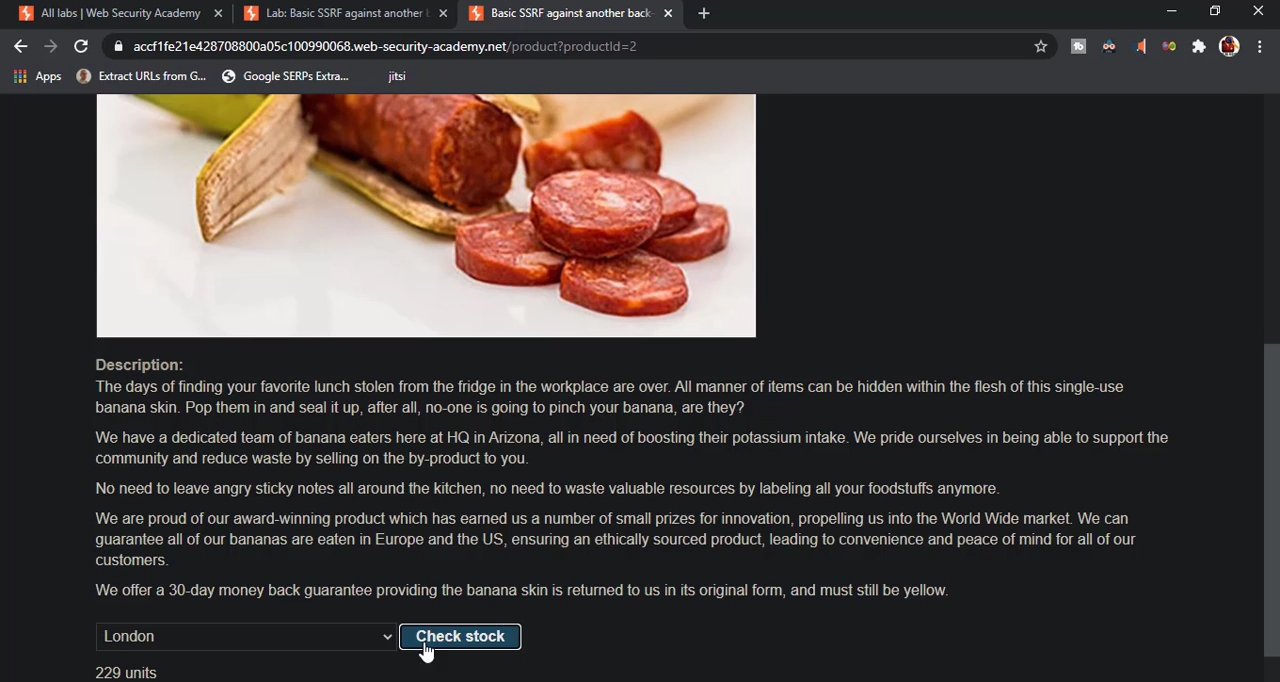 All labs | Web Security Academy
Lab: Basic SSRF against another b
Basic SSRF against another back-
accf1fe21e428708800a05c100990068.web-security-academy.net/product?productId=2
Apps
Extract URLs from G...
Google SERPs Extra...
jitsi
Description:
The days of finding your favorite lunch stolen from the fridge in the workplace are over. All manner of items can be hidden within the flesh of this single-use
banana skin. Pop them in and seal it up, after all, no-one is going to pinch your banana, are they?
We have a dedicated team of banana eaters here at HQ in Arizona, all in need of boosting their potassium intake. We pride ourselves in being able to support the
community and reduce waste by selling on the by-product to you.
No need to leave angry sticky notes all around the kitchen, no need to waste valuable resources by labeling all your foodstuffs anymore.
We are proud of our award-winning product which has earned us a number of small prizes for innovation, propelling us into the World Wide market. We can
guarantee all of our bananas are eaten in Europe and the US, ensuring an ethically sourced product, leading to convenience and peace of mind for all of our
customers.
We offer a 30-day money back guarantee providing the banana skin is returned to us in its original form, and must still be yellow.
London
Check stock
229 units